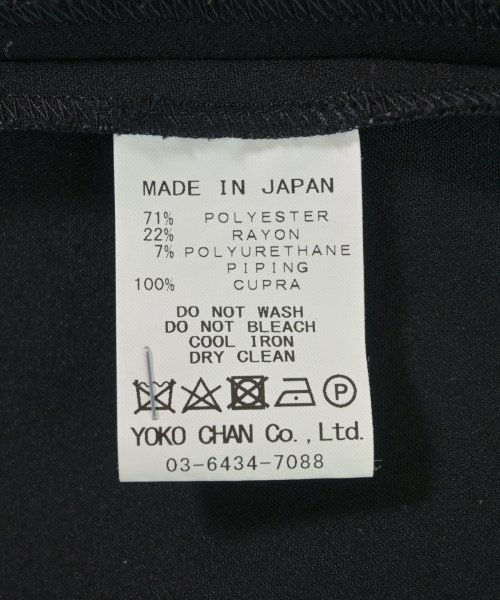 MADE IN JAPAN
71% POLYESTER
22% RAYON
7% POLYURETHANE
PIPING
100% CUPRA
DO NOT WASH
DO NOT BLEACH
COOL IRON
DRY CLEAN
P
YOKO CHAN Co.,Ltd.
03-6434-7088